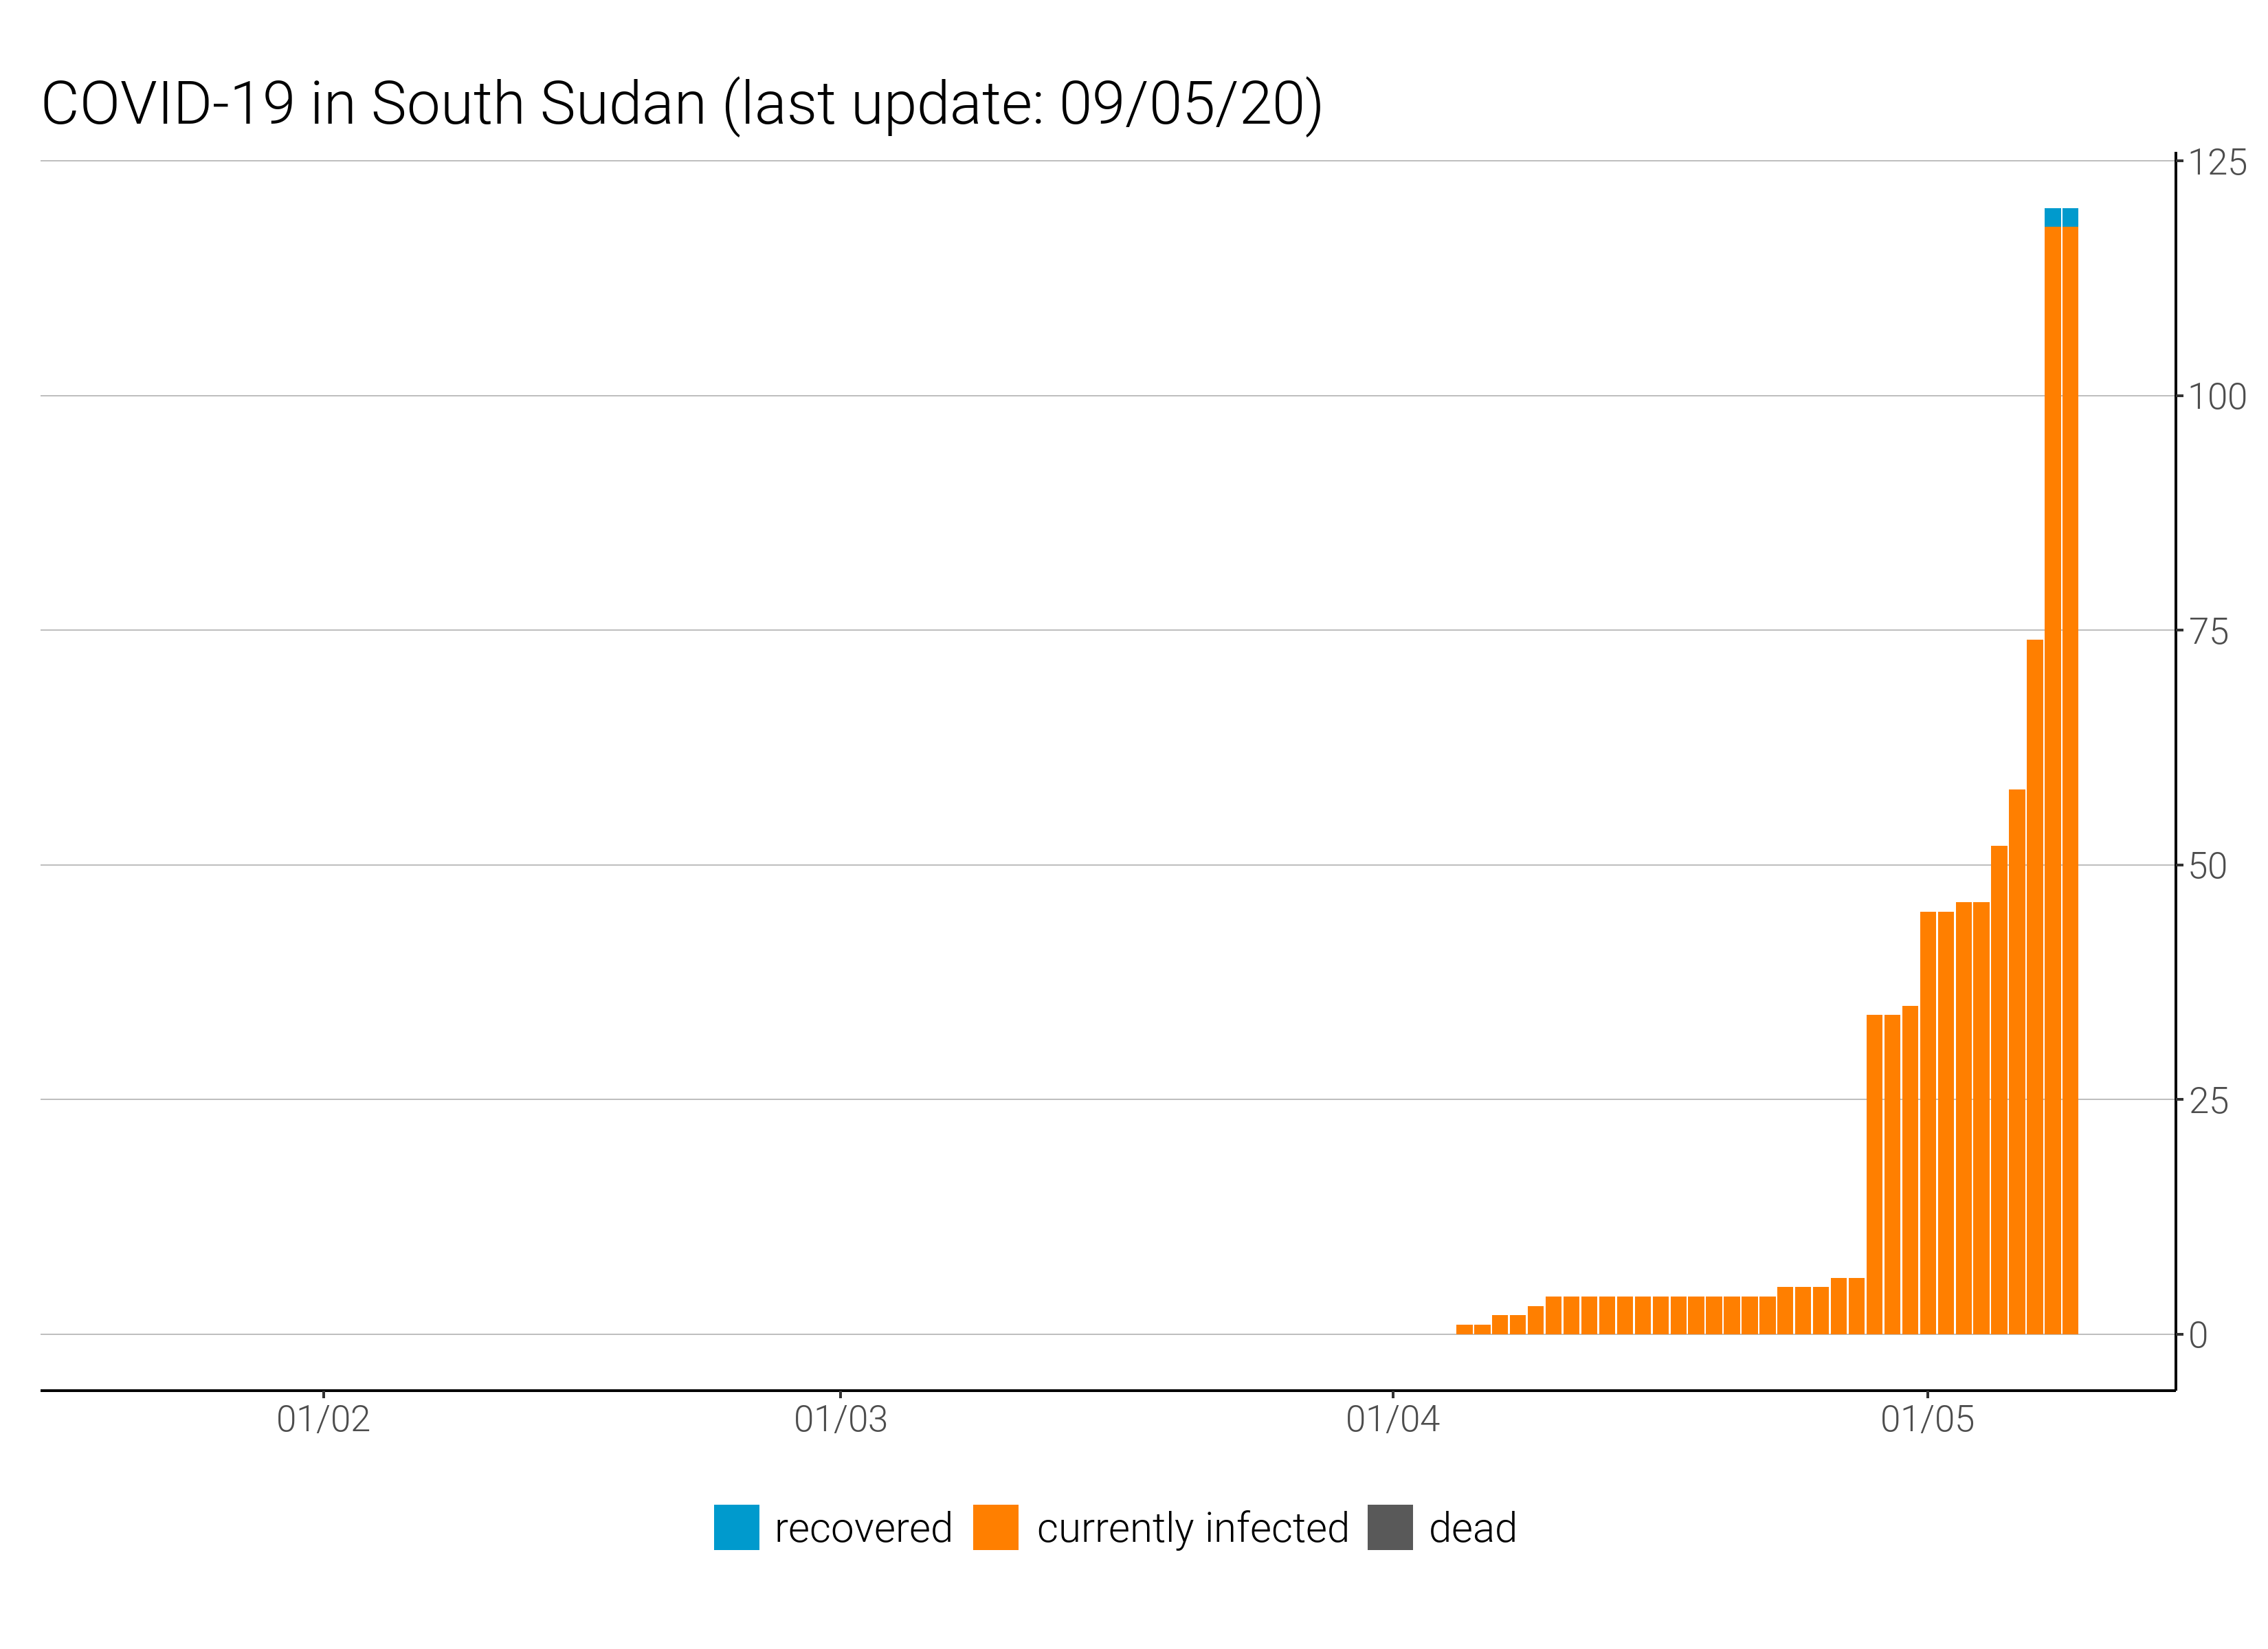 COVID-19 in South Sudan (last update: 09/05/20)
125
100
75
50
25
0
01/02 01/03 01/04 01/05
recovered currently infected dead